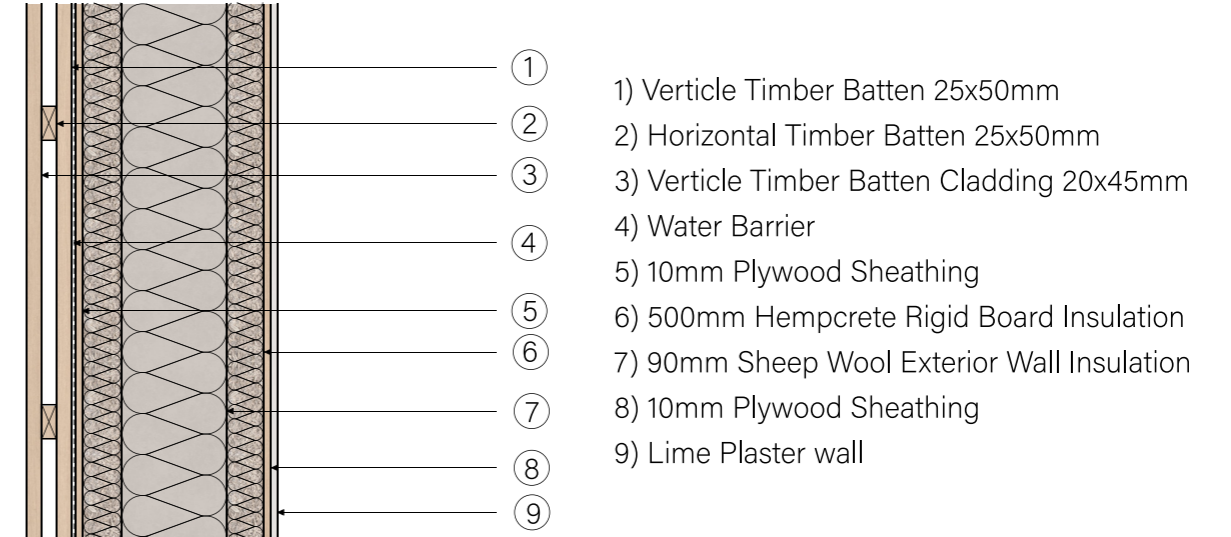 1
2
3
4
5
6
7
8
9
1) Verticle Timber Batten 25x50mm
2) Horizontal Timber Batten 25x50mm
3) Verticle Timber Batten Cladding 20x45mm
4) Water Barrier
5) 10mm Plywood Sheathing
6) 500mm Hempcrete Rigid Board Insulation
7) 90mm Sheep Wool Exterior Wall Insulation
8) 10mm Plywood Sheathing
9) Lime Plaster wall